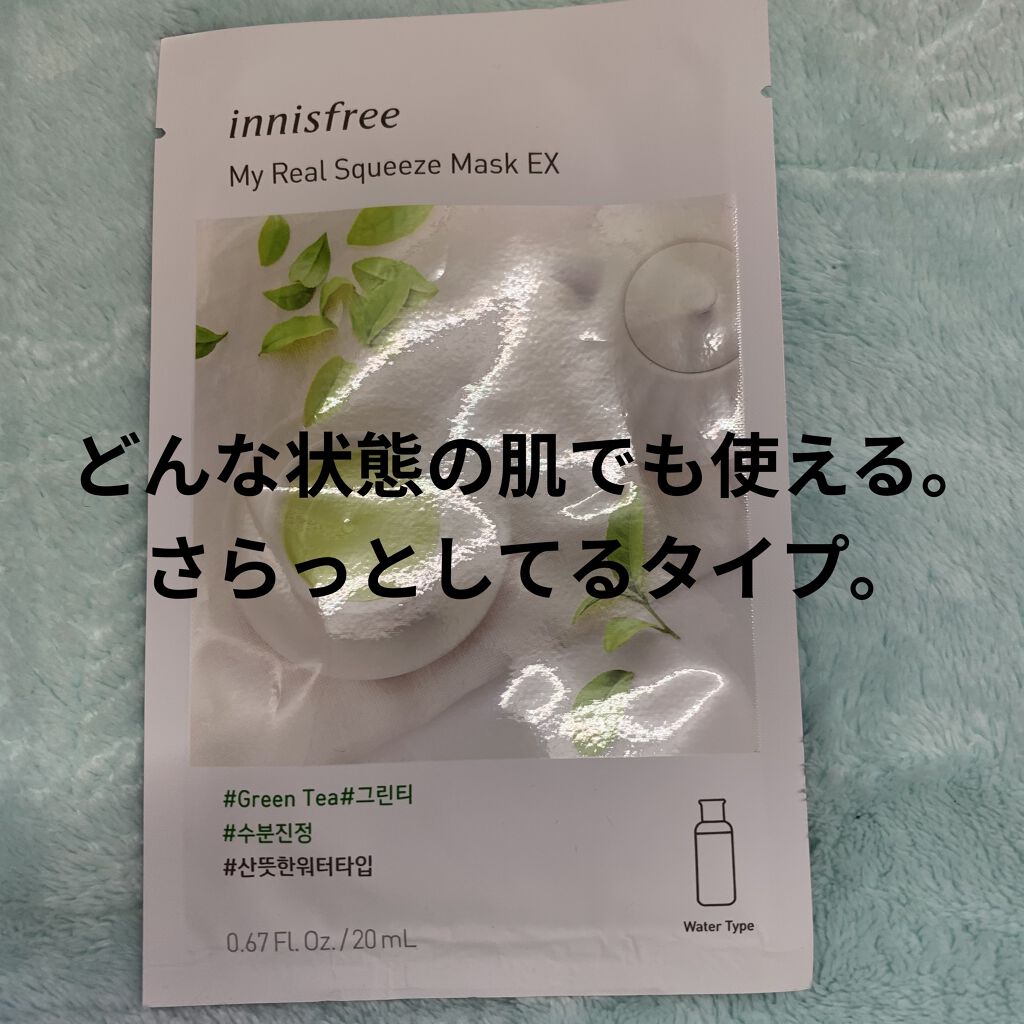 innisfree
My Real Squeeze Mask EX
どんな状態の肌でも使える。
さらっとしてるタイプ。
#Green Tea#그린티
#수분진정
#산뜻한워터타입
Water Type
0.67 Fl. Oz. / 20 mL